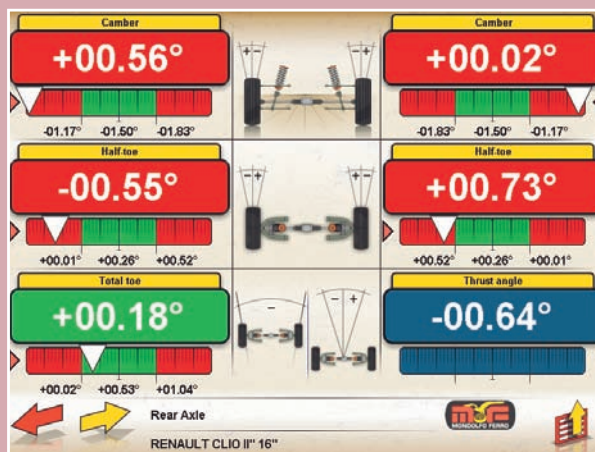 Camber
Camber
+00.56°
+00.02°
+ -
- +
-01.17° -01.50° -01.83°
-01.83° -01.50° -01.17°
Half-toe
Half-toe
-00.55°
+00.73°
- +
+ -
+00.01° +00.26° +00.52°
+00.52° +00.26° +00.01°
Total toe
Thrust angle
+00.18°
-
- +
-00.64°
+00.02° +00.53° +01.04°
Rear Axle
MONDOLFO FERRO
RENAULT CLIO II" 16"